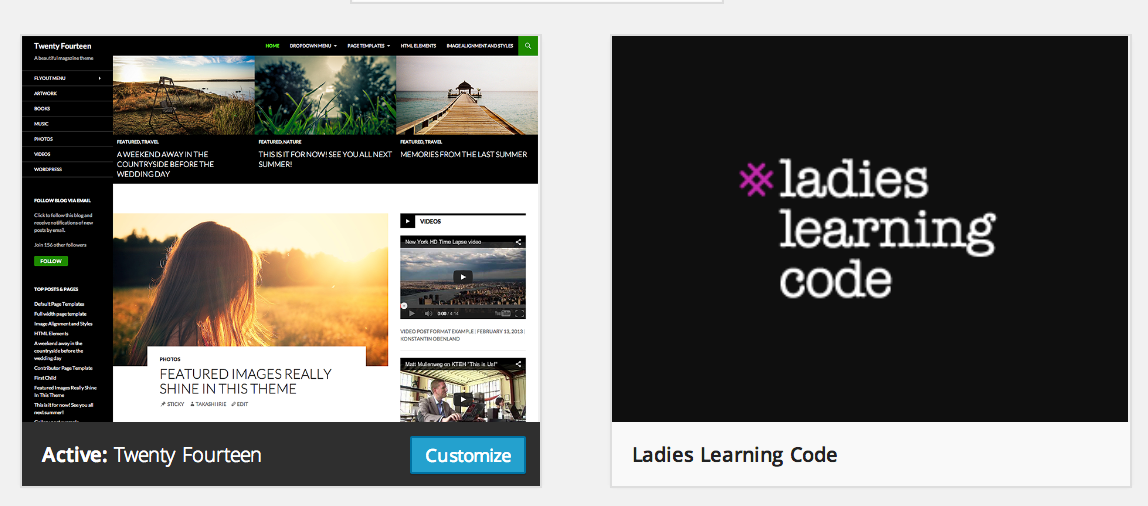 Twenty Fourteen
HOME DROPDOWN MENU PAGE TEMPLATES HTML ELEMENTS IMAGE ALIGNMENT AND STYLES
A beautiful magazine theme
FLYOUT MENU
ARTWORK
BOOKS
MUSIC
PHOTOS
VIDEOS
WORDPRESS
FEATURED, TRAVEL
A WEEKEND AWAY IN THE
COUNTRYSIDE BEFORE THE
WEDDING DAY
FEATURED, NATURE
THIS IS IT FOR NOW! SEE YOU ALL NEXT
SUMMER!
FEATURED, TRAVEL
MEMORIES FROM THE LAST SUMMER
FOLLOW BLOG VIA EMAIL
Click to follow this blog and
receive notifications of new
posts by email.
Join 156 other followers
FOLLOW
TOP POSTS & PAGES
Default Page Templates
Full width page template
Image Alignment and Styles
HTML Elements
A weekend away in the
countryside before the
wedding day
Contributor Page Template
First Child
Featured Images Really Shine
In This Theme
This is it for now! See you all
next summer!
PHOTOS
FEATURED IMAGES REALLY
SHINE IN THIS THEME
STICKY TAKASHI IRIE EDIT
VIDEOS
New York HD Time Lapse video
YouTube
VIDEO POST FORMAT EXAMPLE | FEBRUARY 13, 2013 |
KONSTANTIN OBENLAND
Matt Mullenweg on KTEH "This is Us!"
Active: Twenty Fourteen
Customize
ladies
learning
code
Ladies Learning Code